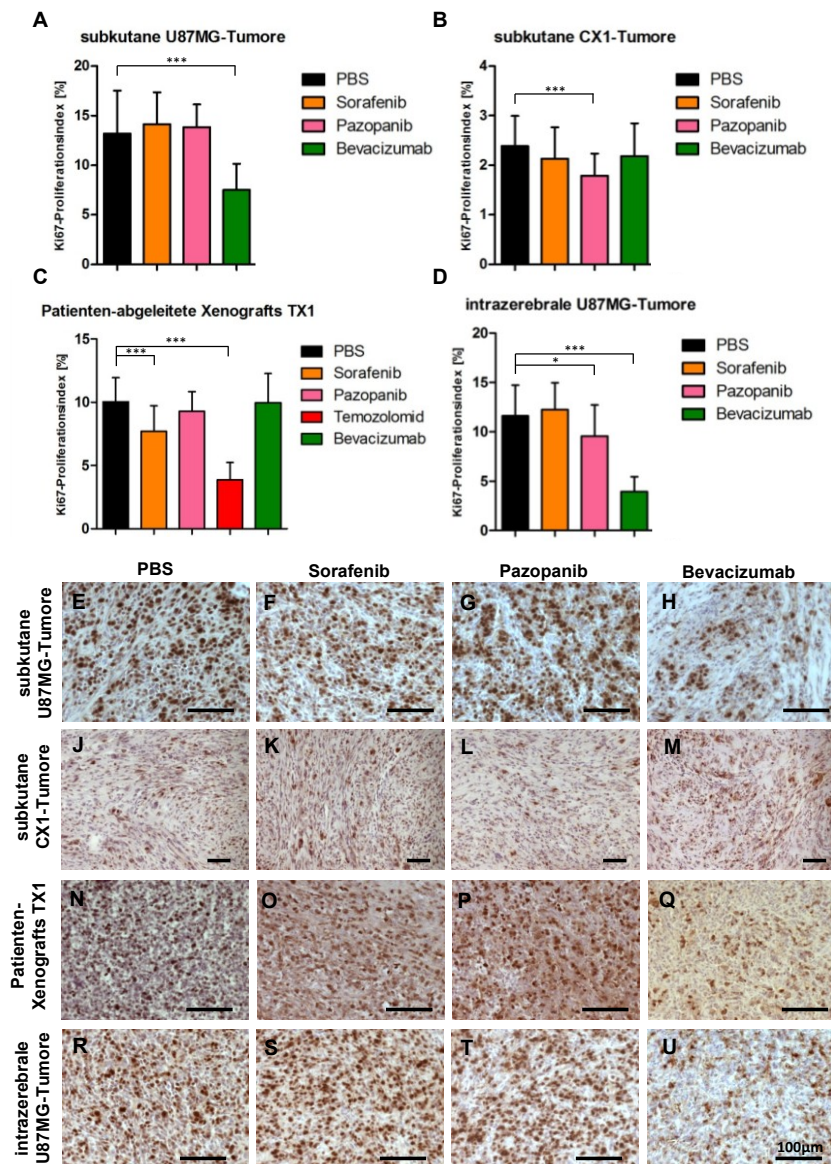 A
subkutane U87MG-Tumore
Ki67-Proliferationsindex [%]
20
15
10
5
0
***
PBS
Sorafenib
Pazopanib
Bevacizumab
B
subkutane CX1-Tumore
Ki67-Proliferationsindex [%]
4
3
2
1
0
***
PBS
Sorafenib
Pazopanib
Bevacizumab
C
Patienten-abgeleitete Xenografts TX1
Ki67-Proliferationsindex [%]
15
10
5
0
***
***
PBS
Sorafenib
Pazopanib
Temozolomid
Bevacizumab
D
intrazerebrale U87MG-Tumore
Ki67-Proliferationsindex [%]
20
15
10
5
0
***
*
PBS
Sorafenib
Pazopanib
Bevacizumab
PBS Sorafenib Pazopanib Bevacizumab
subkutane
U87MG-Tumore
E F G H
subkutane
CX1-Tumore
J K L M
Patienten-
Xenografts TX1
N O P Q
intrazerebrale
U87MG-Tumore
R S T U
100µm